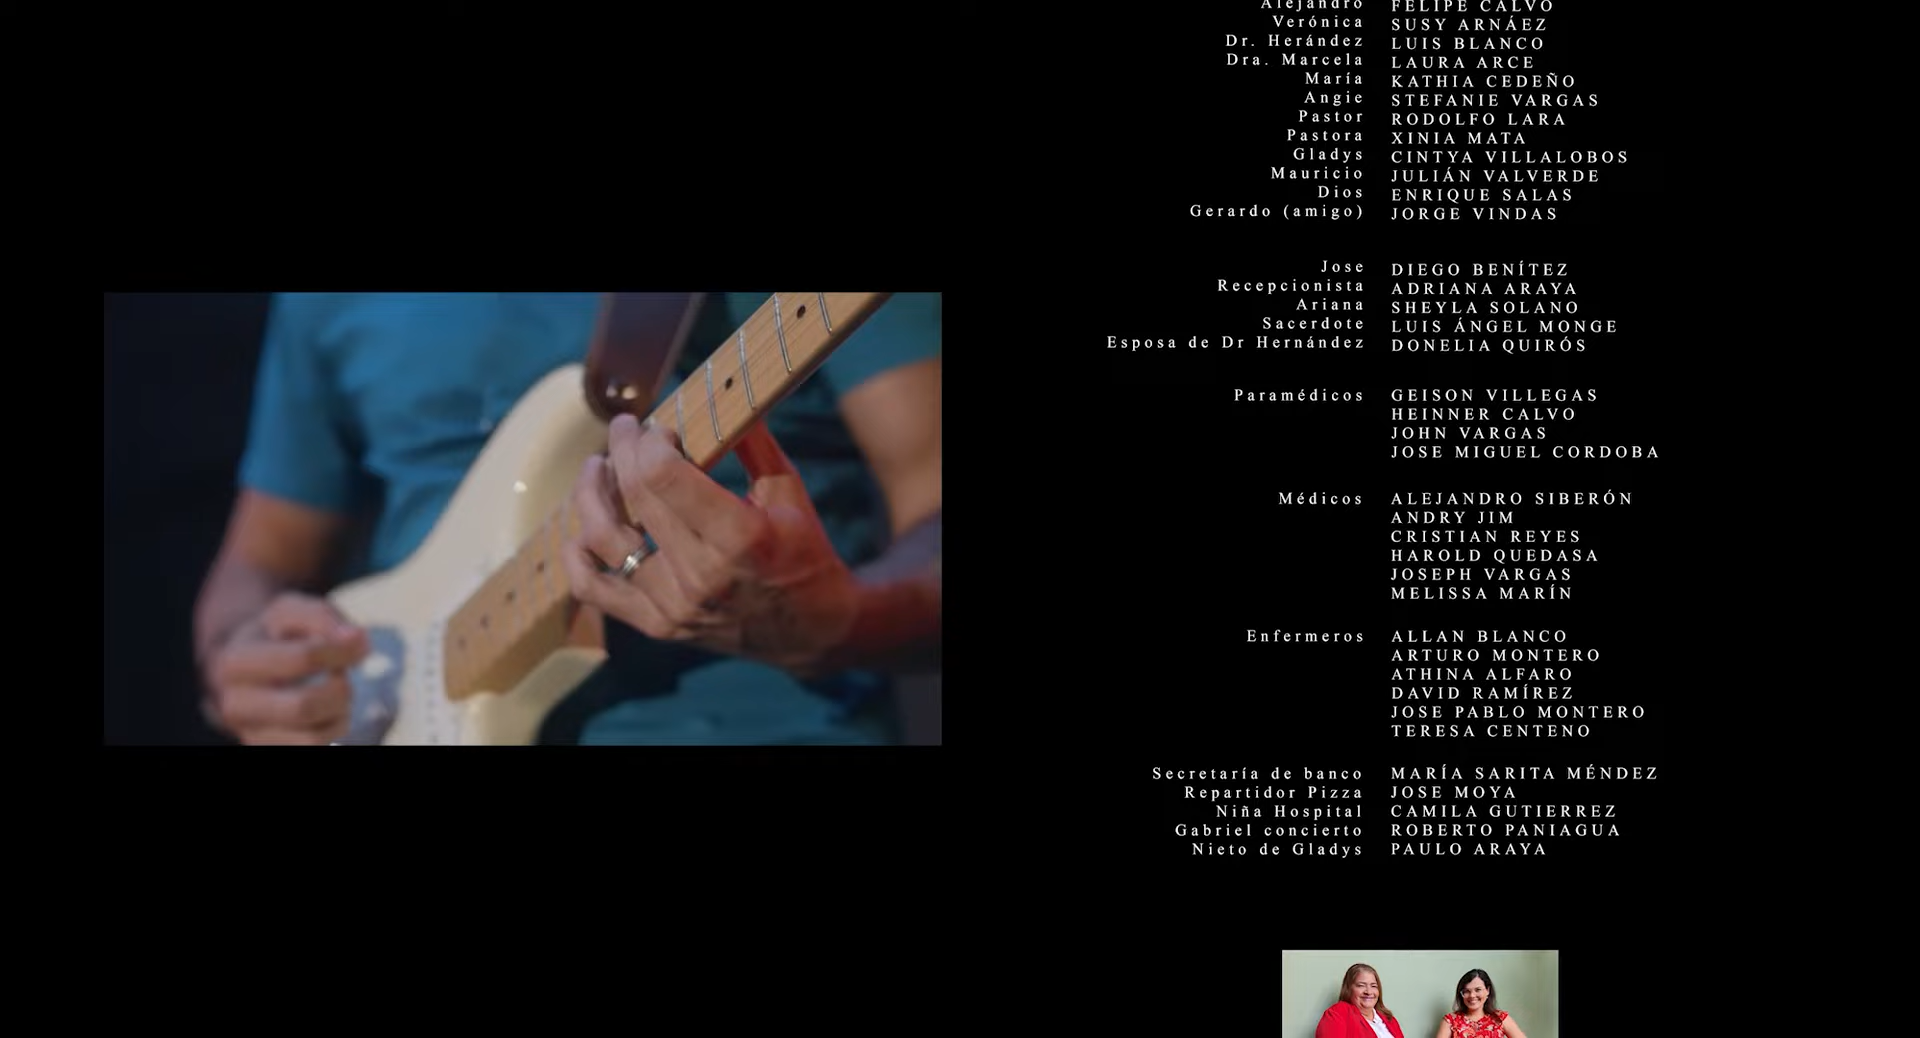 Alejandro FELIPE CALVO
Verónica SUSY ARNÁEZ
Dr. Herández LUIS BLANCO
Dra. Marcela LAURA ARCE
María KATHIA CEDEÑO
Angie STEFANIE VARGAS
Pastor RODOLFO LARA
Pastora XINIA MATA
Gladys CINTYA VILLALOBOS
Mauricio JULIÁN VALVERDE
Dios ENRIQUE SALAS
Gerardo (amigo) JORGE VINDAS
Jose DIEGO BENÍTEZ
Recepcionista ADRIANA ARAYA
Ariana SHEYLA SOLANO
Sacerdote LUIS ÁNGEL MONGE
Esposa de Dr Hernández DONELIA QUIRÓS
Paramédicos GEISON VILLEGAS
HEINNER CALVO
JOHN VARGAS
JOSE MIGUEL CORDOBA
Médicos ALEJANDRO SIBERÓN
ANDRY JIM
CRISTIAN REYES
HAROLD QUEDASA
JOSEPH VARGAS
MELISSA MARÍN
Enfermeros ALLAN BLANCO
ARTURO MONTERO
ATHINA ALFARO
DAVID RAMÍREZ
JOSE PABLO MONTERO
TERESA CENTENO
Secretaría de banco MARÍA SARITA MÉNDEZ
Repartidor Pizza JOSE MOYA
Niña Hospital CAMILA GUTIERREZ
Gabriel concierto ROBERTO PANIAGUA
Nieto de Gladys PAULO ARAYA